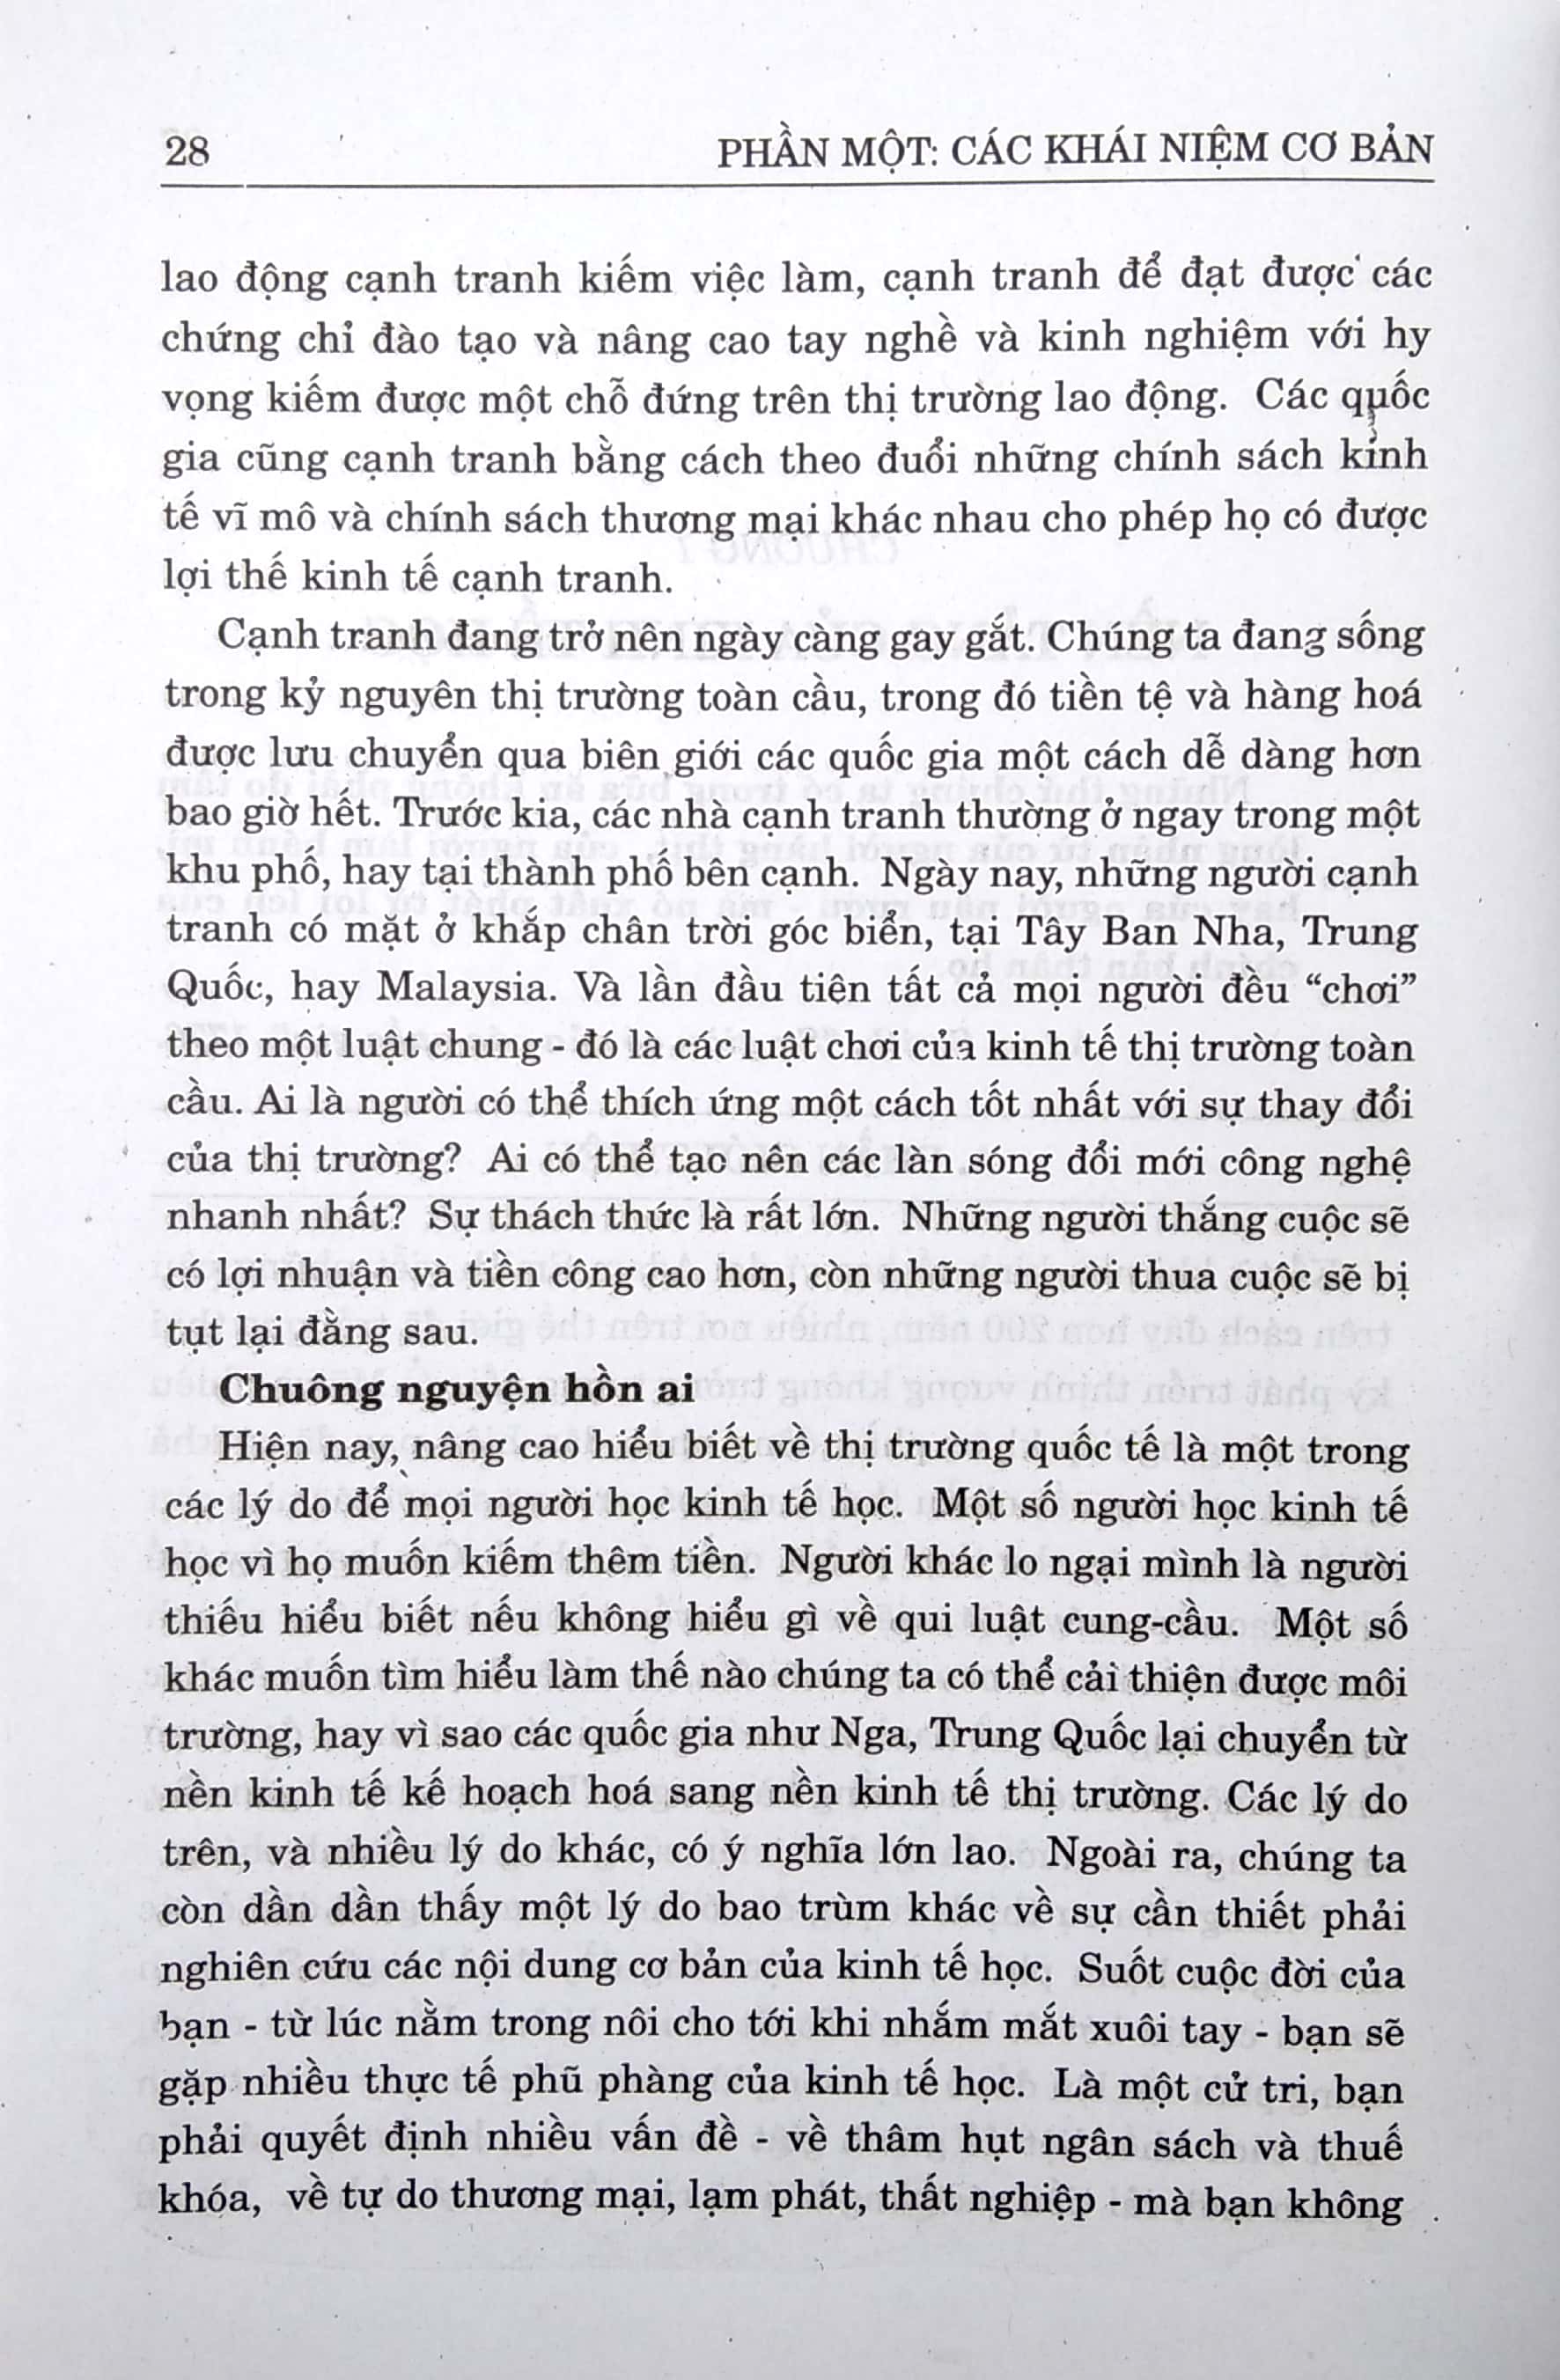 28 PHẦN MỘT: CÁC KHÁI NIỆM CƠ BẢN
lao động cạnh tranh kiếm việc làm, cạnh tranh để đạt được các
chứng chỉ đào tạo và nâng cao tay nghề và kinh nghiệm với hy
vọng kiếm được một chỗ đứng trên thị trường lao động. Các quốc
gia cũng cạnh tranh bằng cách theo đuổi những chính sách kinh
tế vĩ mô và chính sách thương mại khác nhau cho phép họ có được
lợi thế kinh tế cạnh tranh.
Cạnh tranh đang trở nên ngày càng gay gắt. Chúng ta đang sống
trong kỷ nguyên thị trường toàn cầu, trong đó tiền tệ và hàng hoá
được lưu chuyển qua biên giới các quốc gia một cách dễ dàng hơn
bao giờ hết. Trước kia, các nhà cạnh tranh thường ở ngay trong một
khu phố, hay tại thành phố bên cạnh. Ngày nay, những người cạnh
tranh có mặt ở khắp chân trời góc biển, tại Tây Ban Nha, Trung
Quốc, hay Malaysia. Và lần đầu tiên tất cả mọi người đều “chơi”
theo một luật chung - đó là các luật chơi của kinh tế thị trường toàn
cầu. Ai là người có thể thích ứng một cách tốt nhất với sự thay đổi
của thị trường? Ai có thể tạo nên các làn sóng đổi mới công nghệ
nhanh nhất? Sự thách thức là rất lớn. Những người thắng cuộc sẽ
có lợi nhuận và tiền công cao hơn, còn những người thua cuộc sẽ bị
tụt lại đằng sau.
Chuông nguyện hồn ai
Hiện nay, nâng cao hiểu biết về thị trường quốc tế là một trong
các lý do để mọi người học kinh tế học. Một số người học kinh tế
học vì họ muốn kiếm thêm tiền. Người khác lo ngại mình là người
thiếu hiểu biết nếu không hiểu gì về qui luật cung-cầu. Một số
khác muốn tìm hiểu làm thế nào chúng ta có thể cải thiện được môi
trường, hay vì sao các quốc gia như Nga, Trung Quốc lại chuyển từ
nền kinh tế kế hoạch hoá sang nền kinh tế thị trường. Các lý do
trên, và nhiều lý do khác, có ý nghĩa lớn lao. Ngoài ra, chúng ta
còn dần dần thấy một lý do bao trùm khác về sự cần thiết phải
nghiên cứu các nội dung cơ bản của kinh tế học. Suốt cuộc đời của
bạn - từ lúc nằm trong nôi cho tới khi nhắm mắt xuôi tay - bạn sẽ
gặp nhiều thực tế phũ phàng của kinh tế học. Là một cử tri, bạn
phải quyết định nhiều vấn đề - về thâm hụt ngân sách và thuế
khóa, về tự do thương mại, lạm phát, thất nghiệp - mà bạn không